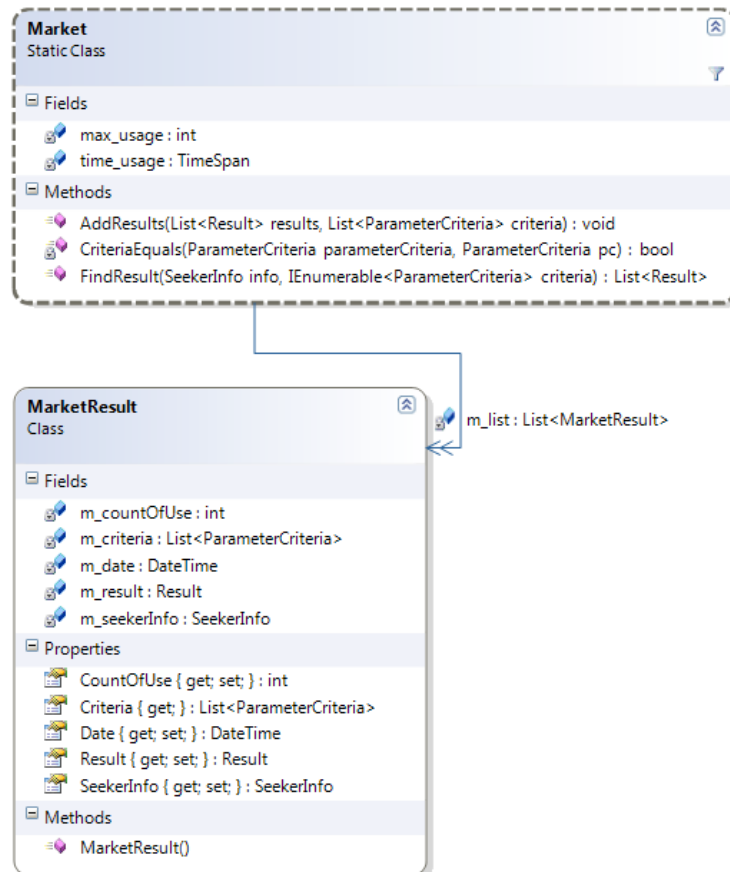 Market
Static Class
Fields
max_usage : int
time_usage : TimeSpan
Methods
AddResults(List<Result> results, List<ParameterCriteria> criteria) : void
CriteriaEquals(ParameterCriteria parameterCriteria, ParameterCriteria pc) : bool
FindResult(SeekerInfo info, IEnumerable<ParameterCriteria> criteria) : List<Result>
MarketResult
Class
m_list : List<MarketResult>
Fields
m_countOfUse : int
m_criteria : List<ParameterCriteria>
m_date : DateTime
m_result : Result
m_seekerInfo : SeekerInfo
Properties
CountOfUse { get; set; } : int
Criteria { get; } : List<ParameterCriteria>
Date { get; set; } : DateTime
Result { get; set; } : Result
SeekerInfo { get; set; } : SeekerInfo
Methods
MarketResult()